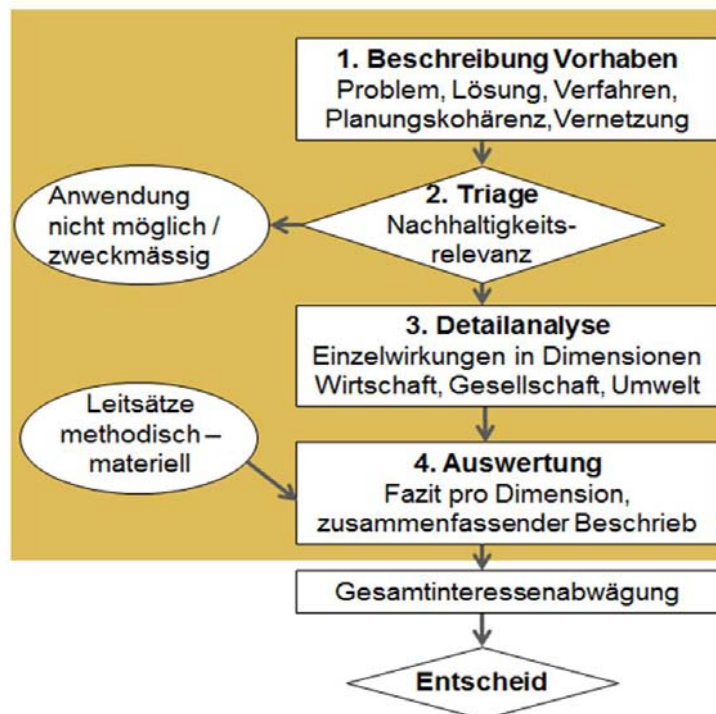 1. Beschreibung Vorhaben
Problem, Lösung, Verfahren,
Planungskohärenz,Vernetzung
Anwendung
nicht möglich /
zweckmässig
2. Triage
Nachhaltigkeits-
relevanz
3. Detailanalyse
Einzelwirkungen in Dimensionen
Wirtschaft, Gesellschaft, Umwelt
Leitsätze
methodisch –
materiell
4. Auswertung
Fazit pro Dimension,
zusammenfassender Beschrieb
Gesamtinteressenabwägung
Entscheid